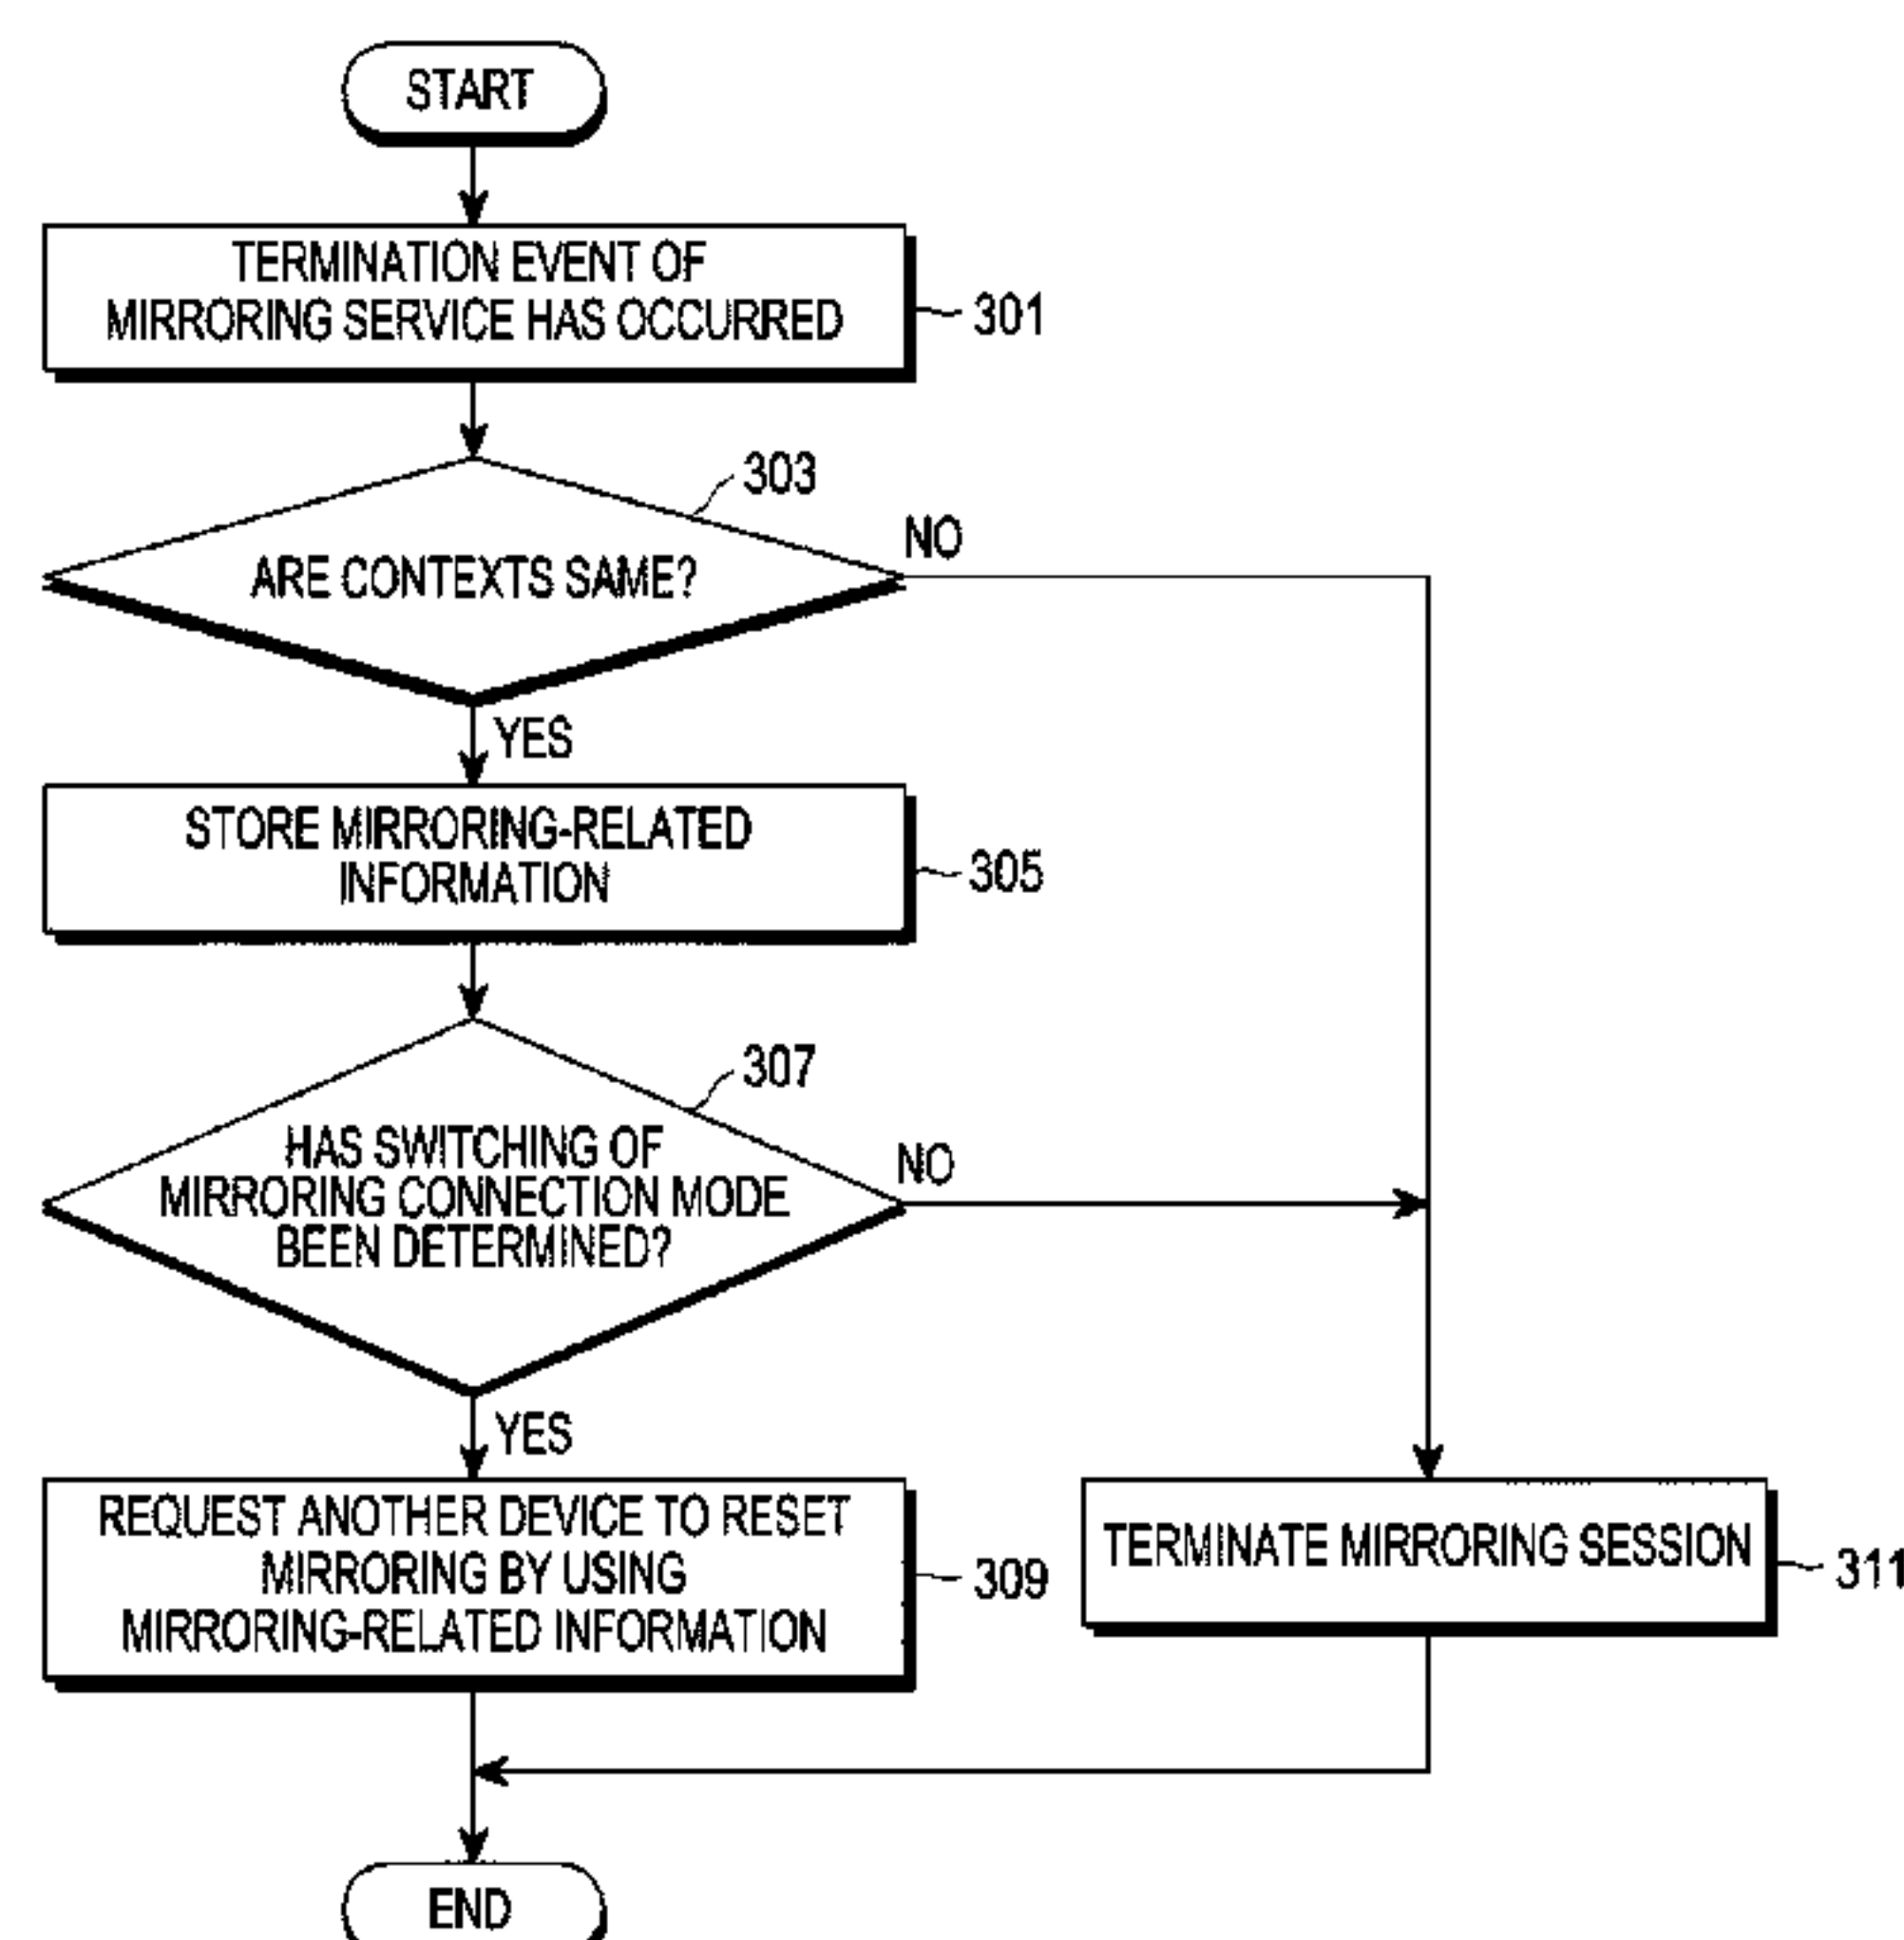 START
TERMINATION EVENT OF
MIRRORING SERVICE HAS OCCURRED
301
303
ARE CONTEXTS SAME?
NO
YES
STORE MIRRORING-RELATED
INFORMATION
305
307
HAS SWITCHING OF
MIRRORING CONNECTION MODE
BEEN DETERMINED?
NO
YES
REQUEST ANOTHER DEVICE TO RESET
MIRRORING BY USING
MIRRORING-RELATED INFORMATION
309
TERMINATE MIRRORING SESSION
311
END